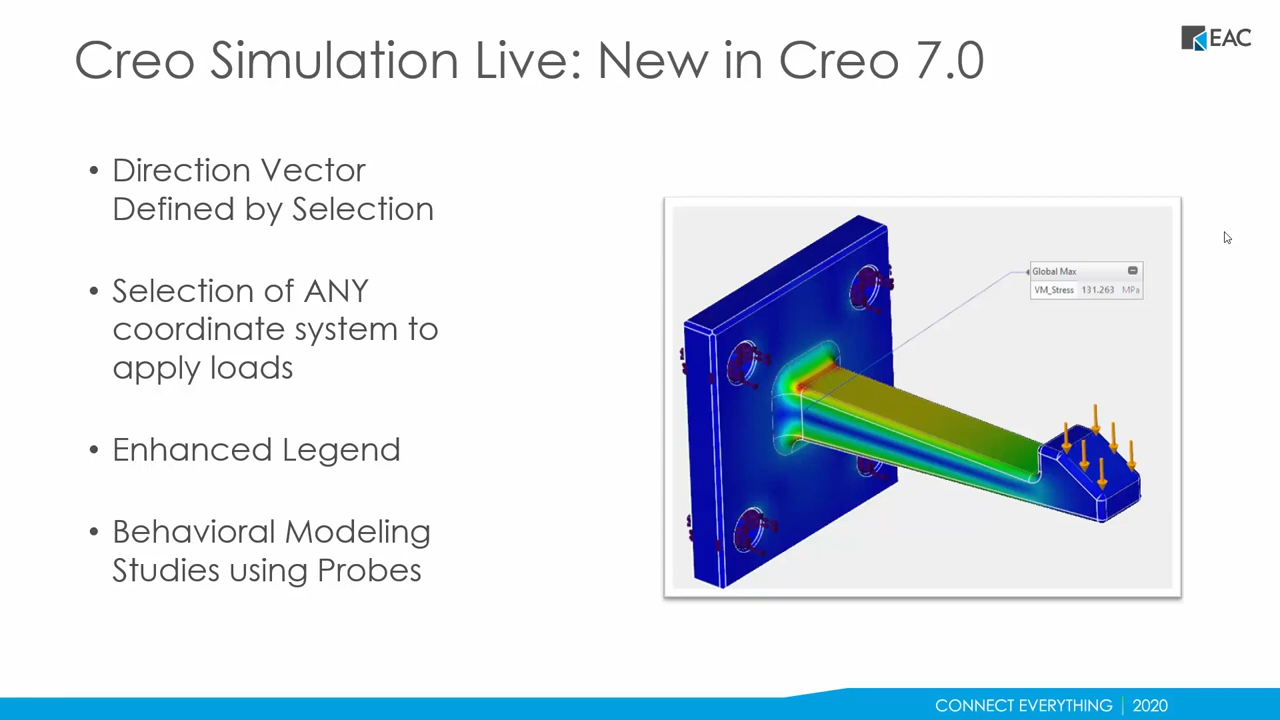 Creo Simulation Live: New in Creo 7.0
EAC
• Direction Vector
Defined by Selection
• Selection of ANY
coordinate system to
apply loads
• Enhanced Legend
• Behavioral Modeling
Studies using Probes
Global Max
VM_Stress 131.263 MPa
CONNECT EVERYTHING | 2020